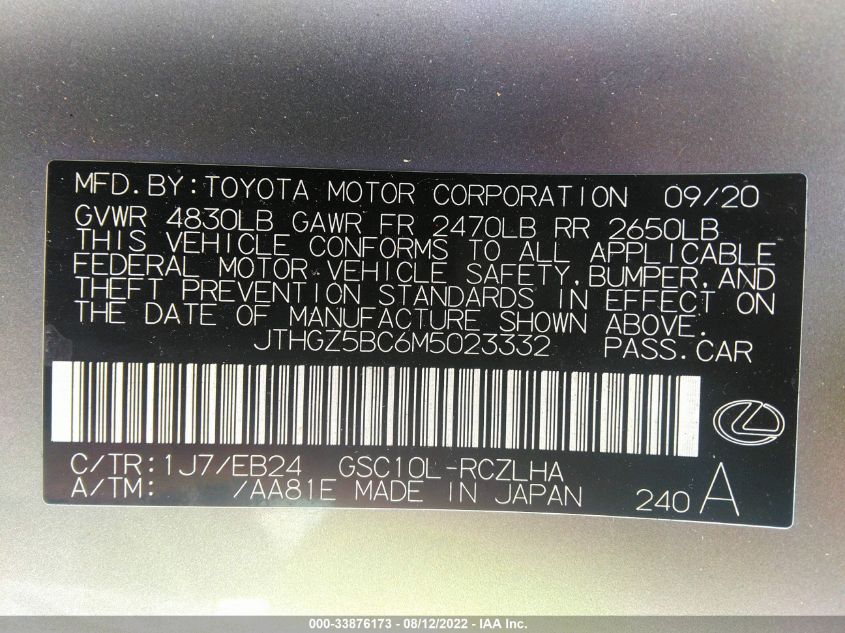 MFD. BY: TOYOTA MOTOR CORPORATION 09/20
GVWR 4830LB GAWR FR 2470LB RR 2650LB
THIS VEHICLE CONFORMS TO ALL APPLICABLE
FEDERAL MOTOR VEHICLE SAFETY, BUMPER, AND
THEFT PREVENTION STANDARDS IN EFFECT ON
THE DATE OF MANUFACTURE SHOWN ABOVE.
JTHGZ5BC6M5023332 PASS. CAR
C/TR: 1J7/EB24 GSC10L-RCZLHA
A/TM: /AA81E MADE IN JAPAN 240 A
000-33876173 - 08/12/2022 - IAA Inc.